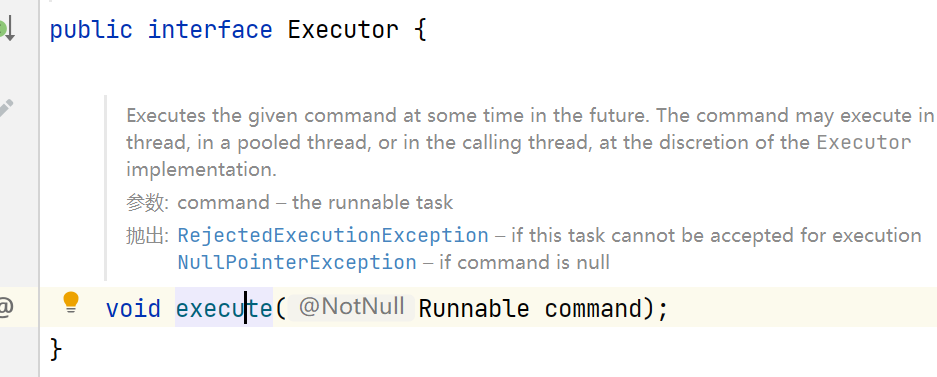 public interface Executor {
Executes the given command at some time in the future. The command may execute in
thread, in a pooled thread, or in the calling thread, at the discretion of the Executor
implementation.
参数: command – the runnable task
抛出: RejectedExecutionException – if this task cannot be accepted for execution
NullPointerException – if command is null
@ void execute( @NotNull Runnable command);
}